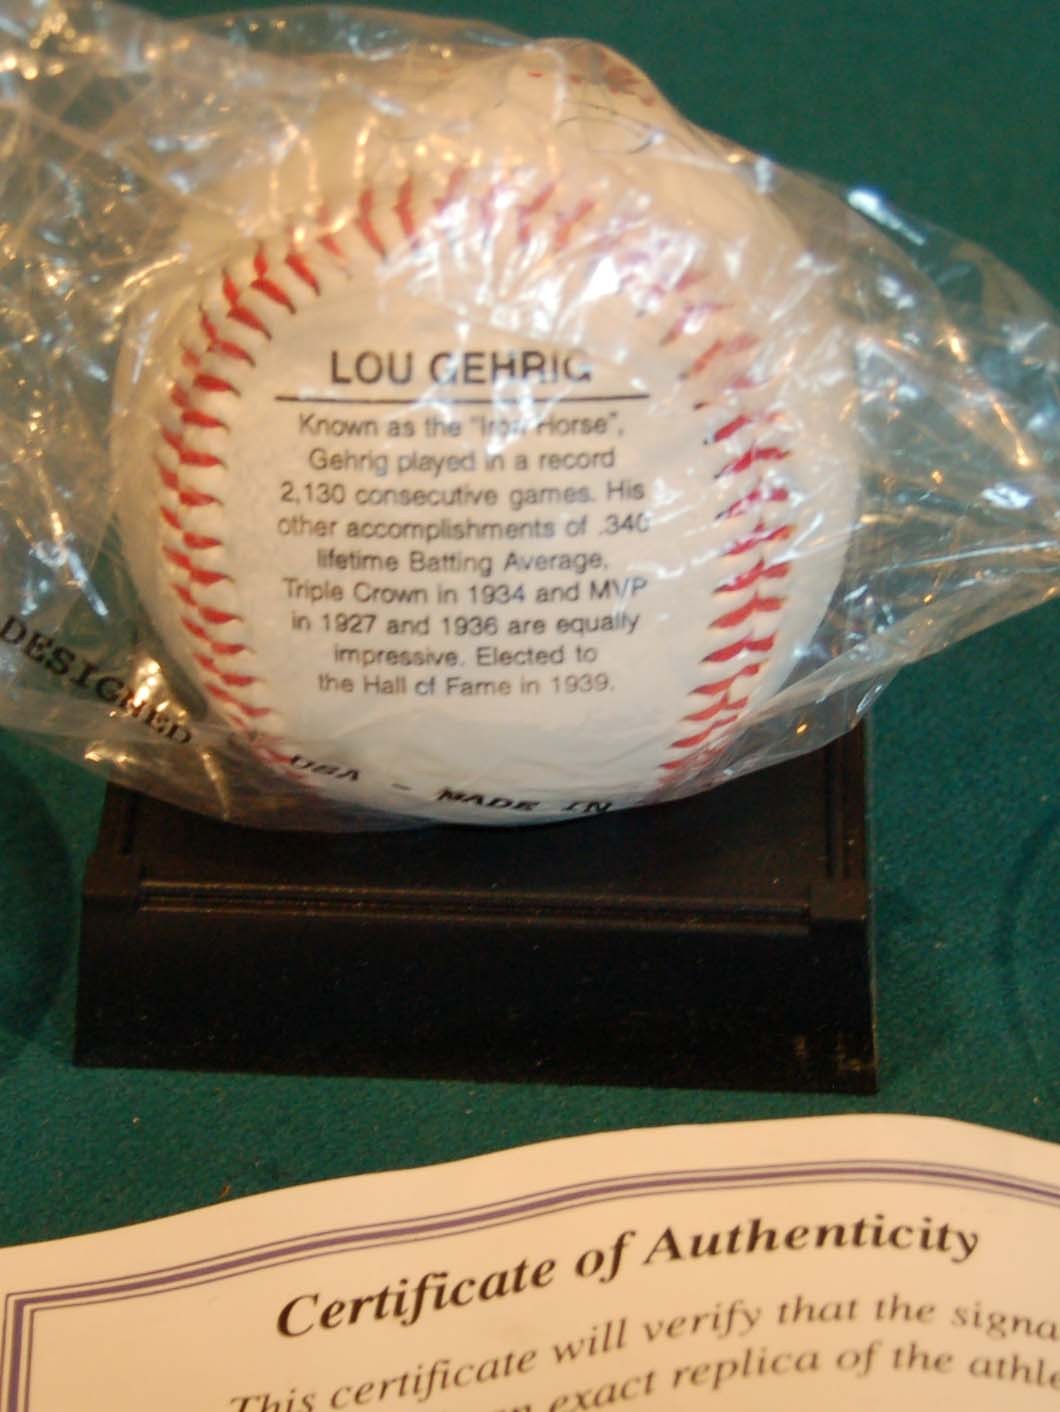 LOU GEHRIG
Known as the "Iron Horse",
Gehrig played in a record
2,130 consecutive games. His
other accomplishments of .340
lifetime Batting Average,
Triple Crown in 1934 and MVP
in 1927 and 1936 are equally
impressive. Elected to
the Hall of Fame in 1939.
DESIGNED USA - MADE IN
Certificate of Authenticity
This certificate will verify that the signa
exact replica of the athle